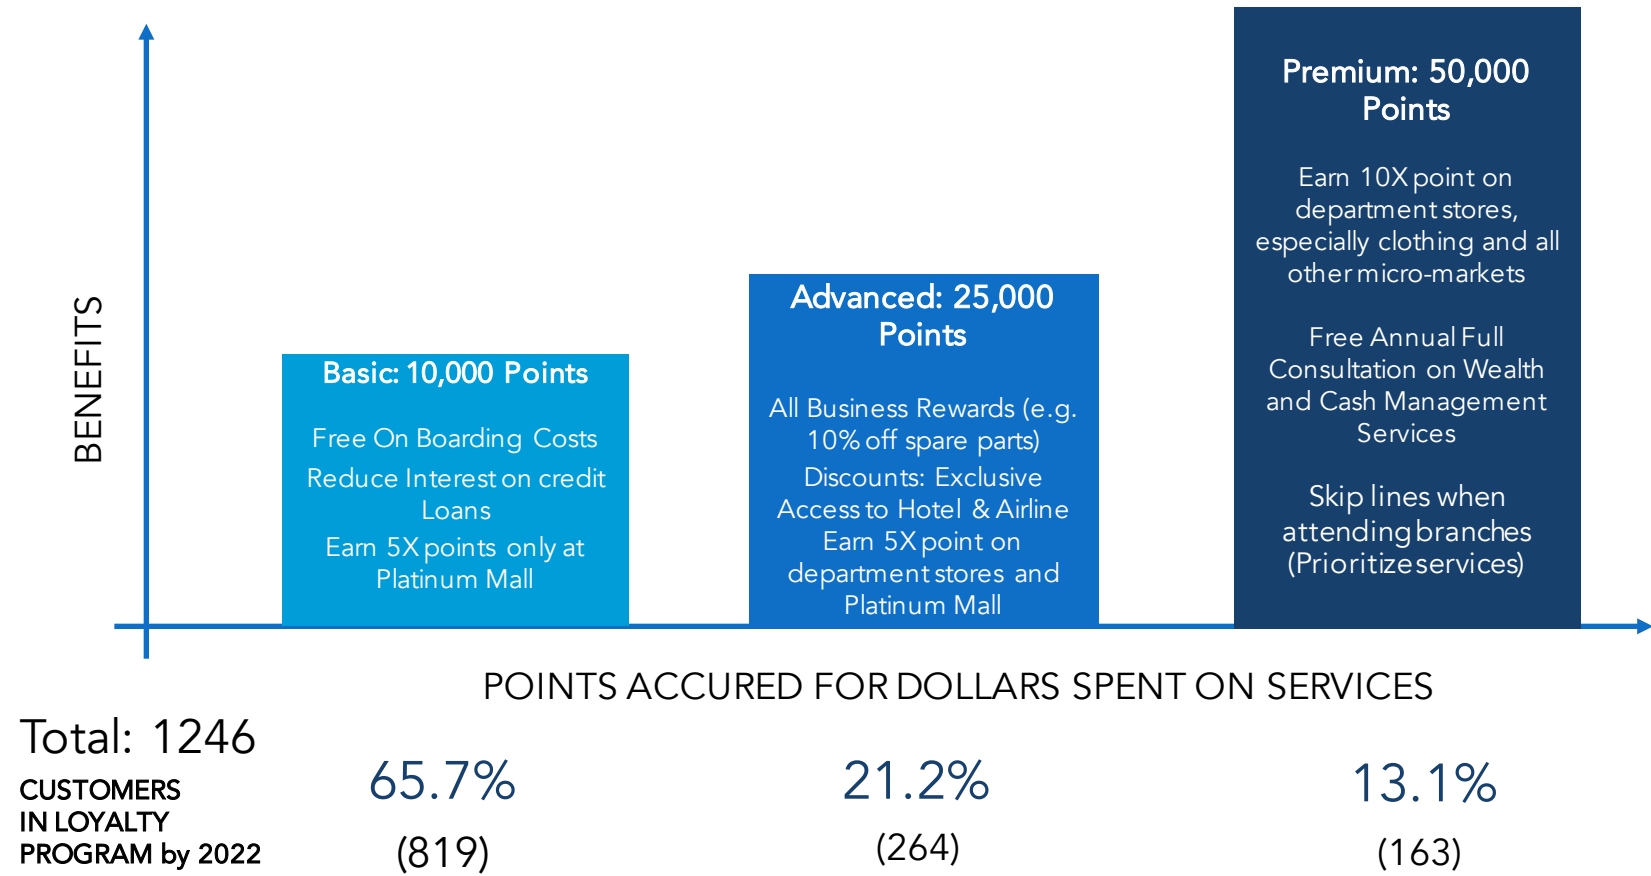 BENEFITS
Basic: 10,000 Points
Free On Boarding Costs
Reduce Interest on credit
Loans
Earn 5X points only at
Platinum Mall
Advanced: 25,000
Points
All Business Rewards (e.g.
10% off spare parts)
Discounts: Exclusive
Access to Hotel & Airline
Earn 5X point on
department stores and
Platinum Mall
Premium: 50,000
Points
Earn 10X point on
department stores,
especially clothing and all
other micro-markets
Free Annual Full
Consultation on Wealth
and Cash Management
Services
Skip lines when
attending branches
(Prioritize services)
POINTS ACCURED FOR DOLLARS SPENT ON SERVICES
Total: 1246
CUSTOMERS
IN LOYALTY
PROGRAM by 2022
65.7%
(819)
21.2%
(264)
13.1%
(163)